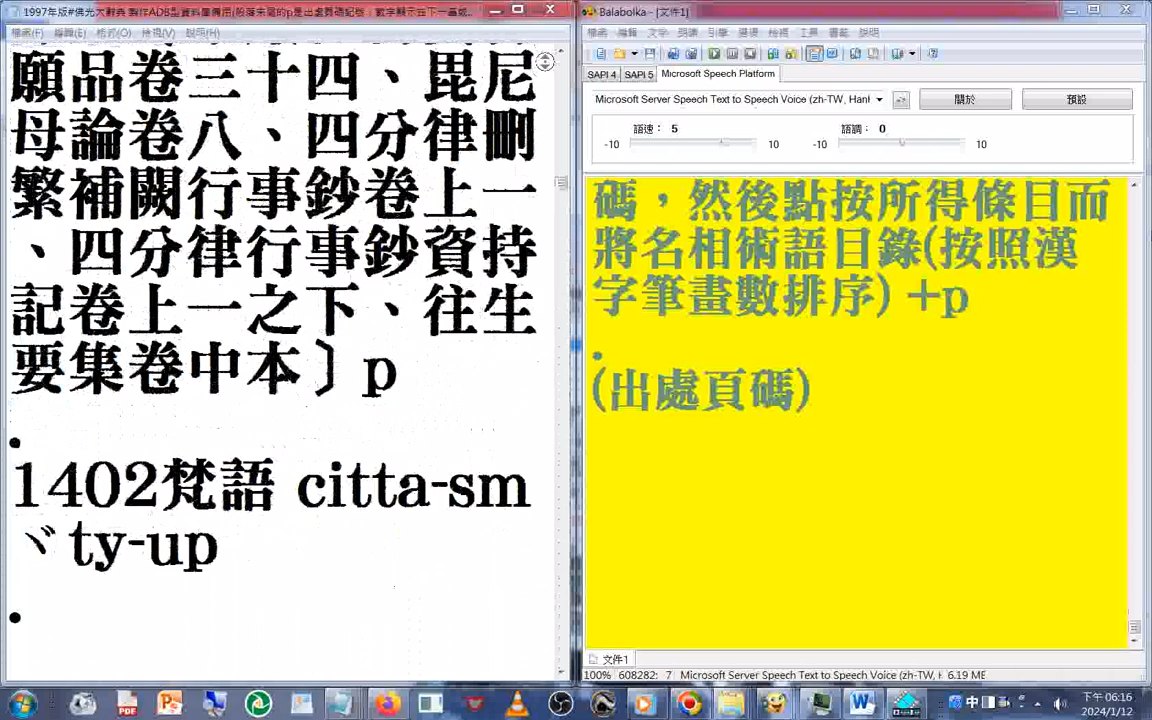 1997年版#佛光大辭典 製作ADB型資料庫備用(段落末尾的p是出處頁碼記號，數字顯示在下一
檔案(F) 編輯(E) 格式(O) 檢視(V) 說明(H)
願品卷三十四、毘尼
母論卷八、四分律刪
繁補闕行事鈔卷上一
、四分律行事鈔資持
記卷上一之下、往生
要集卷中本〕p
•
1402梵語 citta-sm
ヾty-up
•
Balabolka - [文件1]
檔案 編輯 文字 朗讀 引擎 選項 檢視 工具 書籤 說明
SAPI 4 SAPI 5 Microsoft Speech Platform
Microsoft Server Speech Text to Speech Voice (zh-TW, Hanl
關於 預設
語速： 5 語調： 0
-10 10 -10 10
碼，然後點按所得條目而
將名相術語目錄(按照漢
字筆畫數排序) +p
•
(出處頁碼)
文件1
100% 608282: 7 Microsoft Server Speech Text to Speech Voice (zh-TW, H 6.19 ME
PDF
中
下午 06:16
2024/1/12